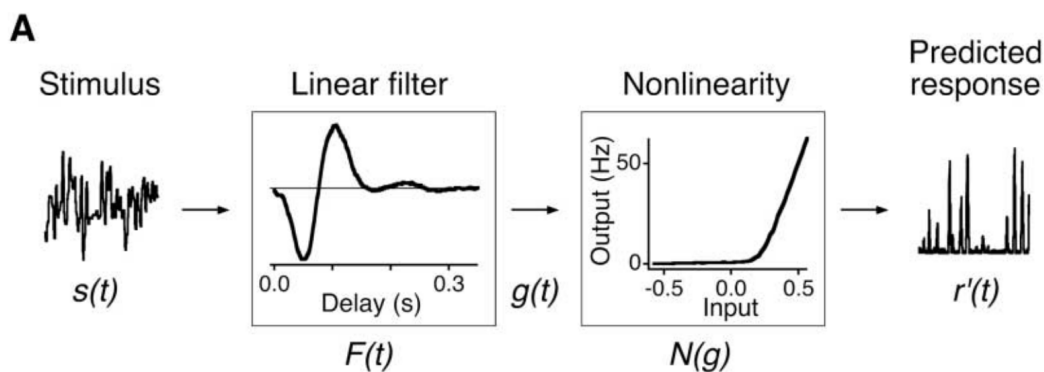 A
Stimulus
Linear filter
Nonlinearity
Predicted
response
s(t)
0.0
0.3
Delay (s)
F(t)
g(t)
Output (Hz)
50
0
-0.5
0.0
0.5
Input
N(g)
r'(t)